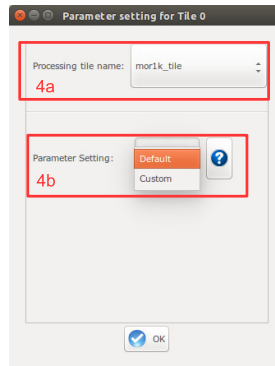 Parameter setting for Tile 0
Processing tile name: mor1k_tile
4a
Parameter Setting: Default
Custom
4b
OK